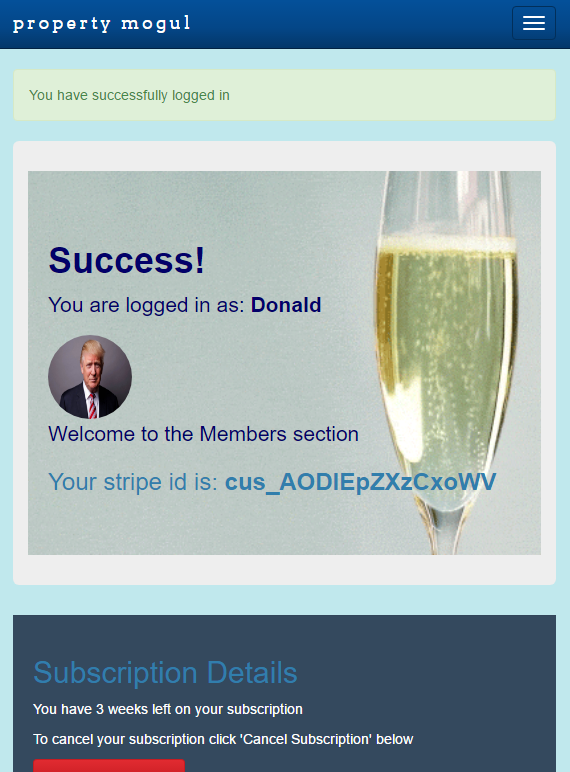 property mogul
You have successfully logged in
Success!
You are logged in as: Donald
Welcome to the Members section
Your stripe id is: cus_AODIEpZXzCxoWV
Subscription Details
You have 3 weeks left on your subscription
To cancel your subscription click 'Cancel Subscription' below